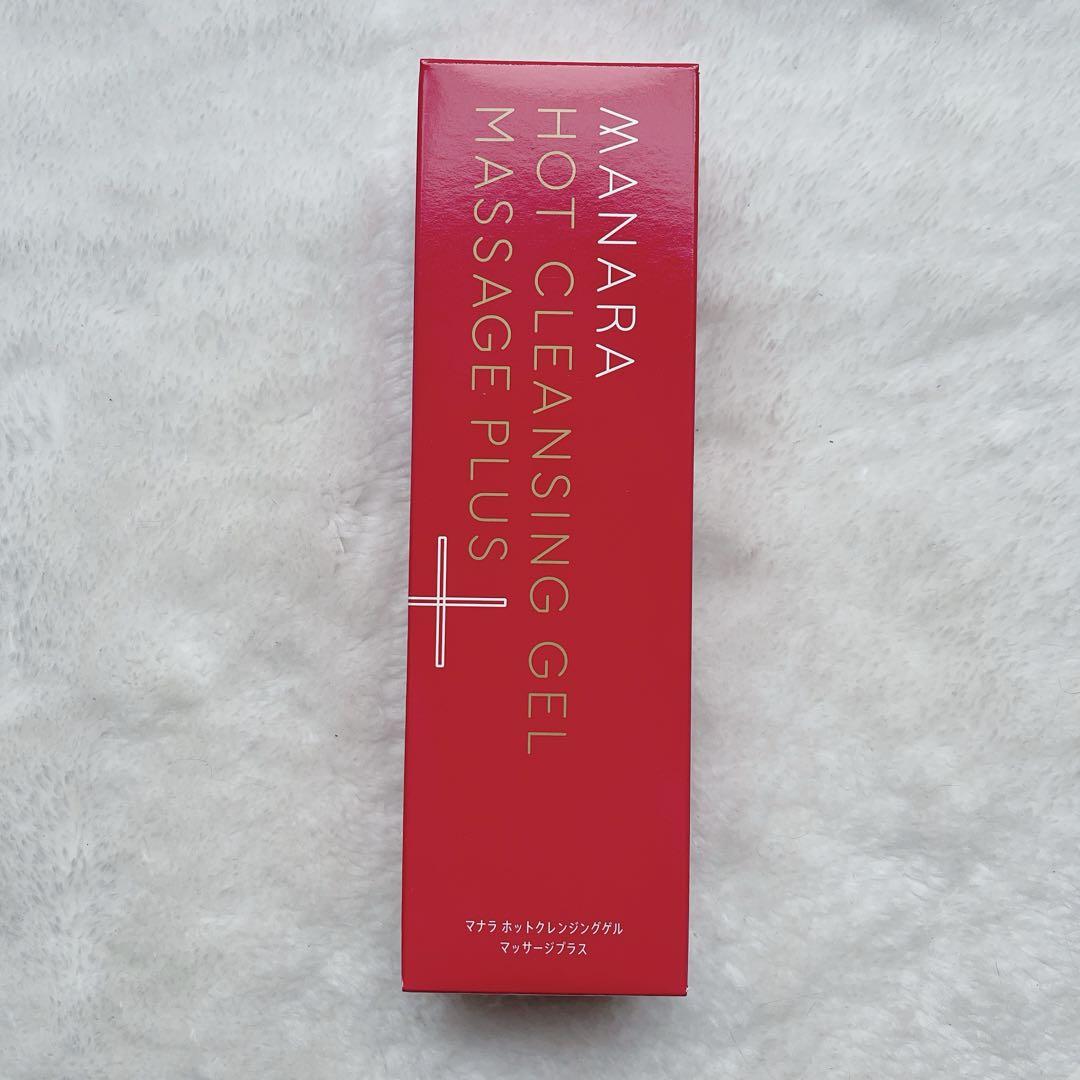 MANARA
HOT CLEANSING GEL
MASSAGE PLUS
マナラ ホットクレンジングゲル
マッサージプラス